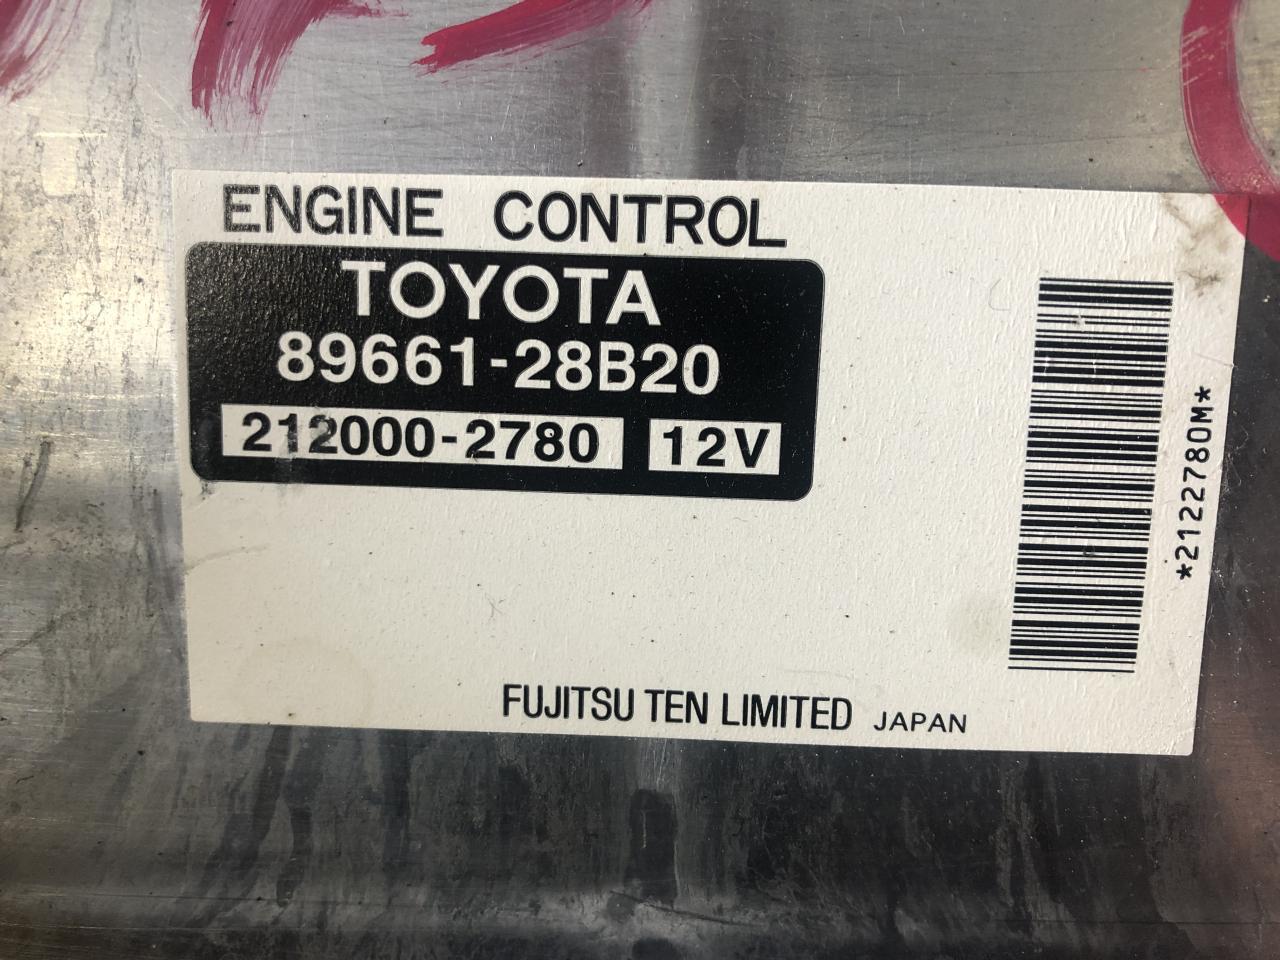 ENGINE CONTROL
TOYOTA
89661-28B20
212000-2780 12V
*2122780M*
FUJITSU TEN LIMITED JAPAN